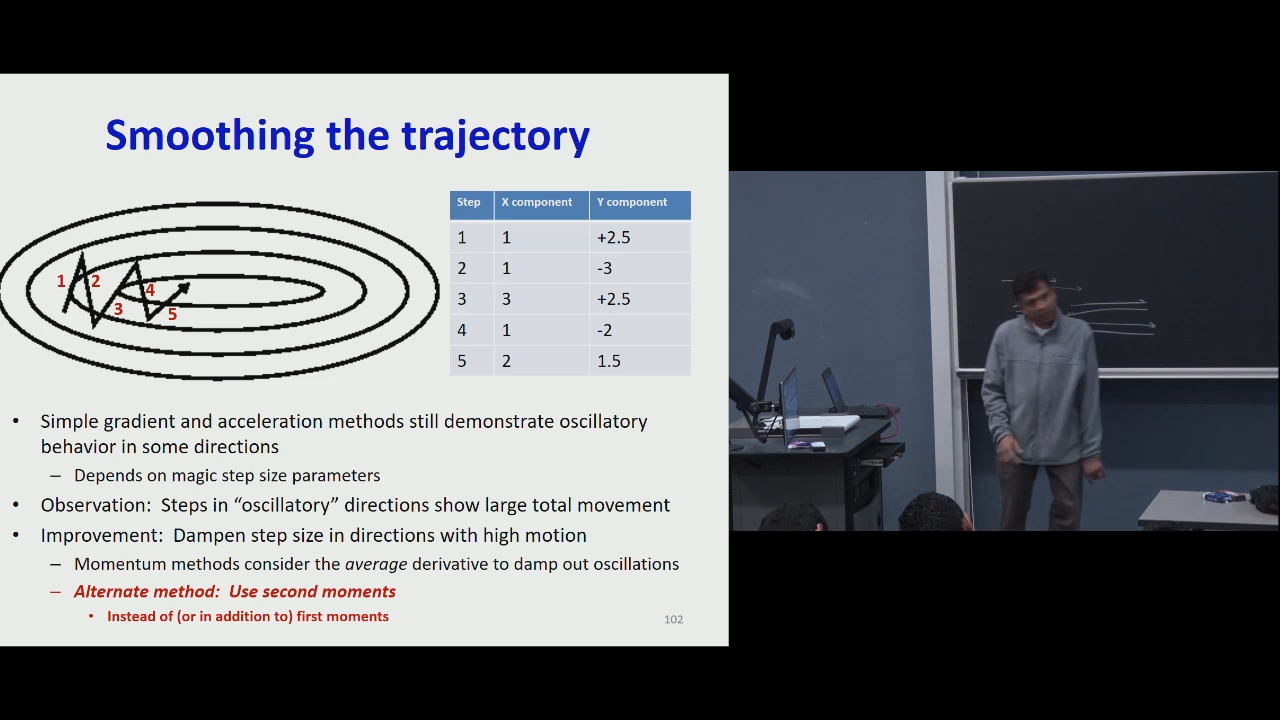 Smoothing the trajectory
1
2
3
4
5
Step X component Y component
1 1 +2.5
2 1 -3
3 3 +2.5
4 1 -2
5 2 1.5
• Simple gradient and acceleration methods still demonstrate oscillatory
behavior in some directions
– Depends on magic step size parameters
• Observation: Steps in “oscillatory” directions show large total movement
• Improvement: Dampen step size in directions with high motion
– Momentum methods consider the average derivative to damp out oscillations
– Alternate method: Use second moments
• Instead of (or in addition to) first moments
102